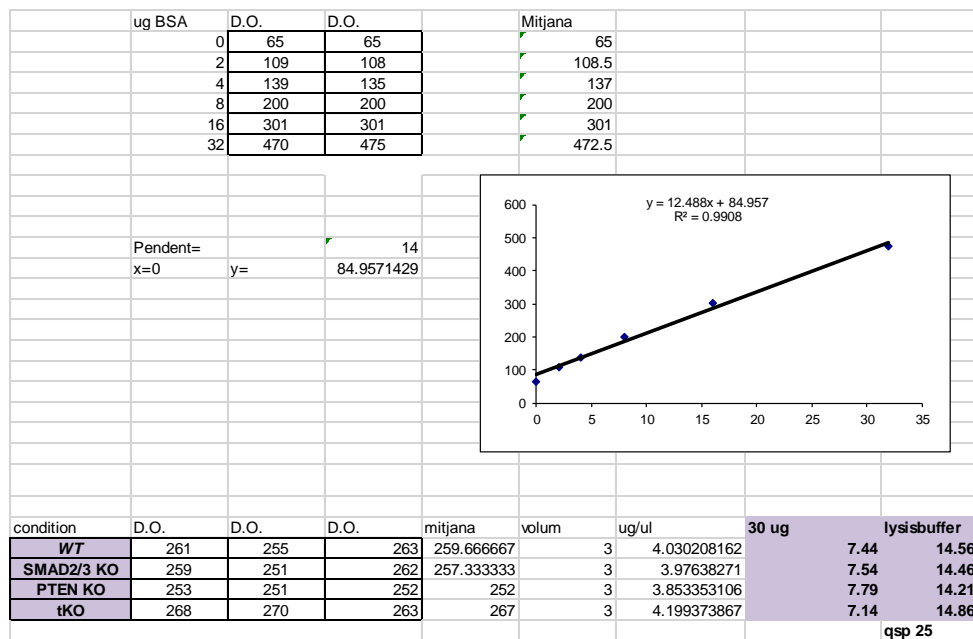 ug BSA D.O. D.O. Mitjana
0 65 65 65
2 109 108 108.5
4 139 135 137
8 200 200 200
16 301 301 301
32 470 475 472.5
y = 12.488x + 84.957
R² = 0.9908
600
500
400
300
200
100
0
0 5 10 15 20 25 30 35
Pendent= 14
x=0 y= 84.9571429
condition D.O. D.O. D.O. mitjana volum ug/ul 30 ug lysisbuffer
WT 261 255 263 259.666667 3 4.030208162 7.44 14.56
SMAD2/3 KO 259 251 262 257.333333 3 3.97638271 7.54 14.46
PTEN KO 253 251 252 252 3 3.853353106 7.79 14.21
tKO 268 270 263 267 3 4.199373867 7.14 14.86
qsp 25